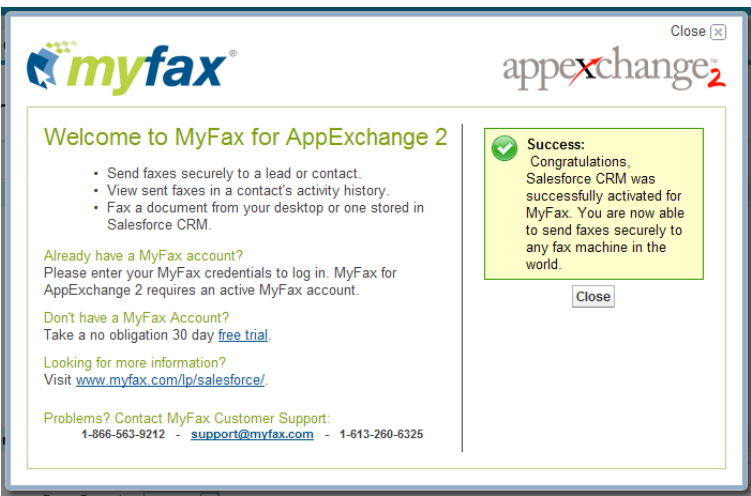 Close
myfax®
appexchange™2
Welcome to MyFax for AppExchange 2
• Send faxes securely to a lead or contact.
• View sent faxes in a contact's activity history.
• Fax a document from your desktop or one stored in
Salesforce CRM.
Already have a MyFax account?
Please enter your MyFax credentials to log in. MyFax for
AppExchange 2 requires an active MyFax account.
Don't have a MyFax Account?
Take a no obligation 30 day free trial.
Looking for more information?
Visit www.myfax.com/lp/salesforce/.
Problems? Contact MyFax Customer Support:
1-866-563-9212 - support@myfax.com - 1-613-260-6325
Success:
Congratulations,
Salesforce CRM was
successfully activated for
MyFax. You are now able
to send faxes securely to
any fax machine in the
world.
Close